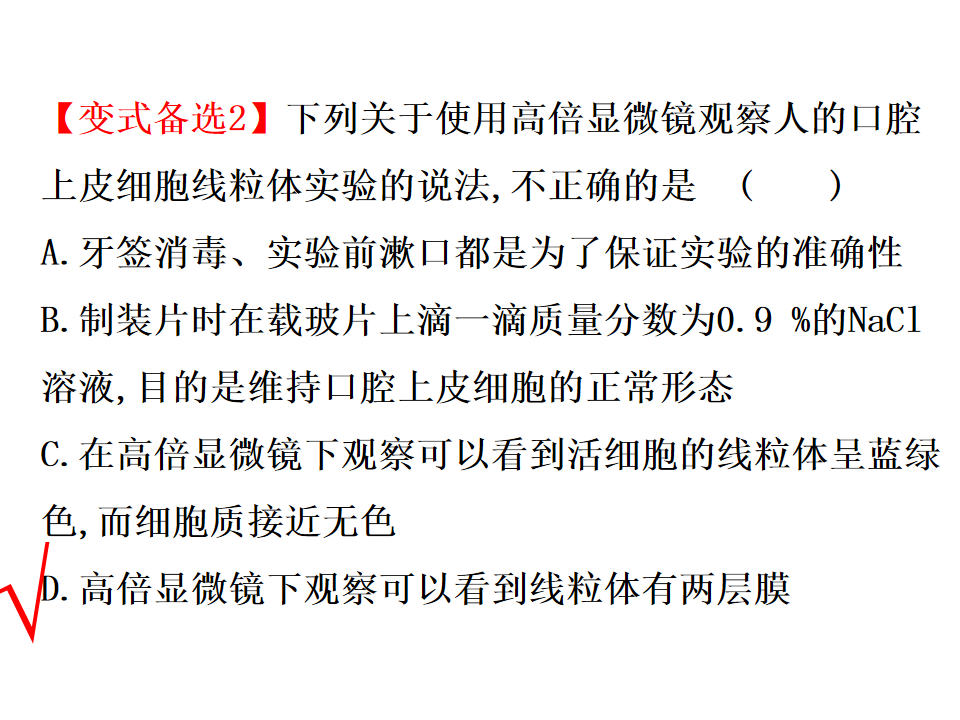 【变式备选2】下列关于使用高倍显微镜观察人的口腔
上皮细胞线粒体实验的说法,不正确的是 (  )
A.牙签消毒、实验前漱口都是为了保证实验的准确性
B.制装片时在载玻片上滴一滴质量分数为0.9 %的NaCl
溶液,目的是维持口腔上皮细胞的正常形态
C.在高倍显微镜下观察可以看到活细胞的线粒体呈蓝绿
色,而细胞质接近无色
D.高倍显微镜下观察可以看到线粒体有两层膜